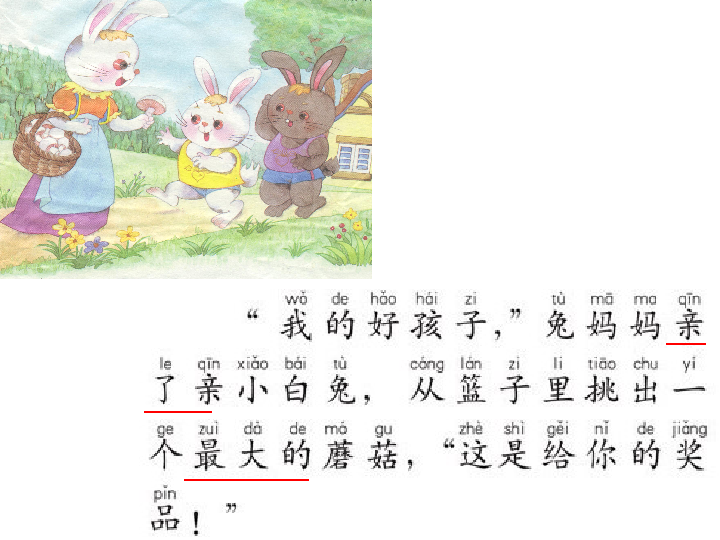 wǒ de hǎo hái zi tù mā ma qīn
“我的好孩子,”兔妈妈亲
le qīn xiǎo bái tù cóng lán zi li tiāo chu yí
了亲小白兔，从篮子里挑出一
ge zuì dà de mó gu zhè shì gěi nǐ de jiǎng
个最大的蘑菇，“这是给你的奖
pǐn
品！”